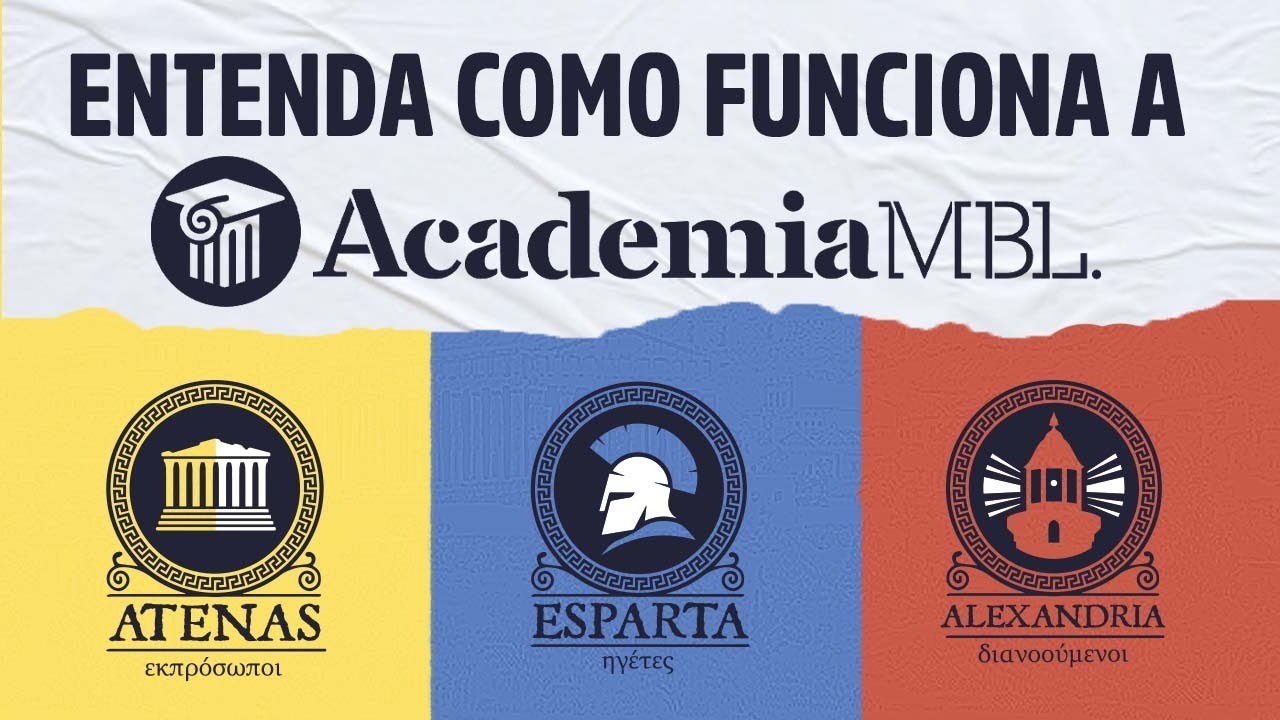 ENTENDA COMO FUNCIONA A
AcademiaMBL.
ATENAS
εκπρόσωποι
ESPARTA
ηγέτες
ALEXANDRIA
διανοούμενοι